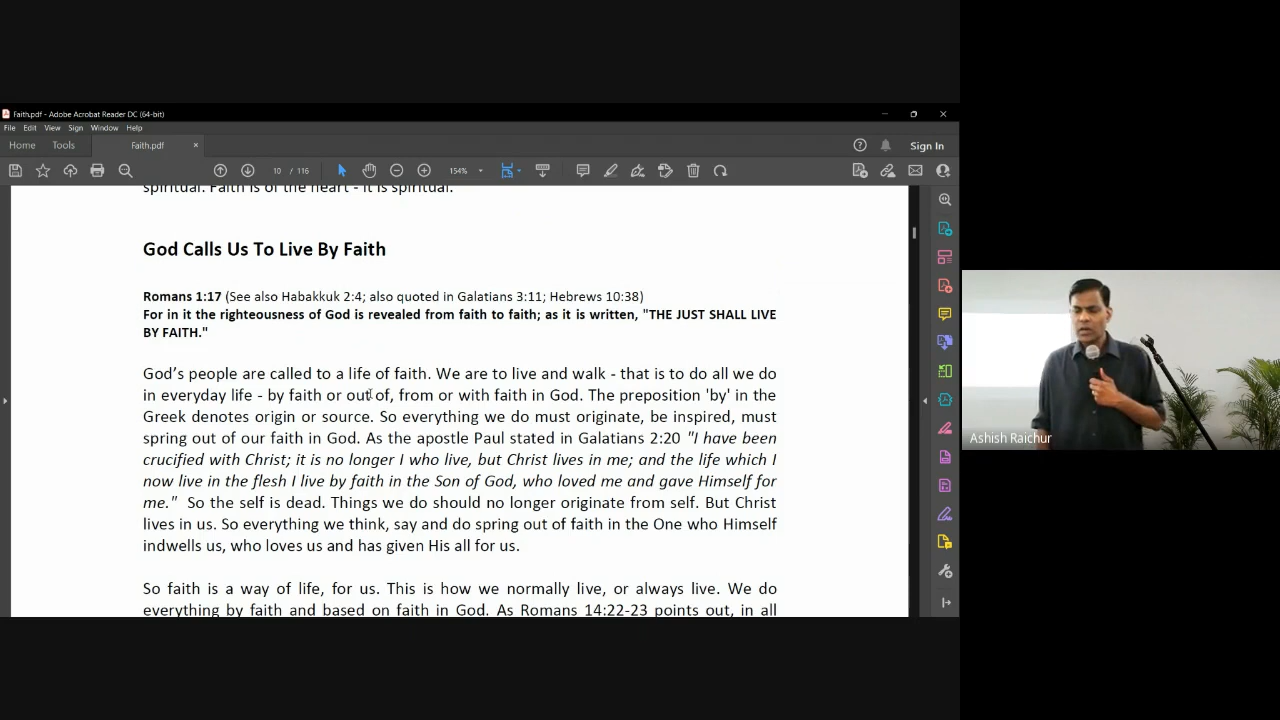 Faith.pdf - Adobe Acrobat Reader DC (64-bit)
File Edit View Sign Window Help
Home Tools Faith.pdf × Sign In
10 / 116 154%
spiritual. Faith is of the heart - it is spiritual.
God Calls Us To Live By Faith
Romans 1:17 (See also Habakkuk 2:4; also quoted in Galatians 3:11; Hebrews 10:38)
For in it the righteousness of God is revealed from faith to faith; as it is written, "THE JUST SHALL LIVE
BY FAITH."
God’s people are called to a life of faith. We are to live and walk - that is to do all we do
in everyday life - by faith or out of, from or with faith in God. The preposition 'by' in the
Greek denotes origin or source. So everything we do must originate, be inspired, must
spring out of our faith in God. As the apostle Paul stated in Galatians 2:20 "I have been
crucified with Christ; it is no longer I who live, but Christ lives in me; and the life which I
now live in the flesh I live by faith in the Son of God, who loved me and gave Himself for
me." So the self is dead. Things we do should no longer originate from self. But Christ
lives in us. So everything we think, say and do spring out of faith in the One who Himself
indwells us, who loves us and has given His all for us.
So faith is a way of life, for us. This is how we normally live, or always live. We do
everything by faith and based on faith in God. As Romans 14:22-23 points out, in all
Ashish Raichur